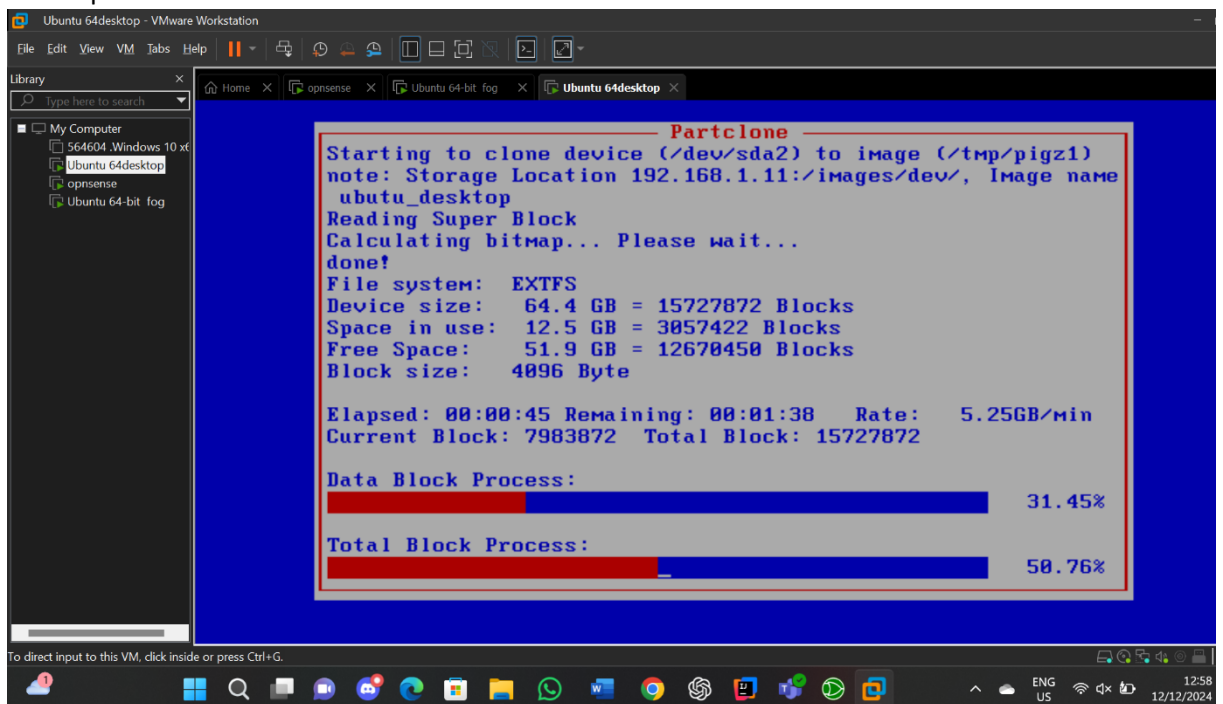 Ubuntu 64desktop - VMware Workstation
File Edit View VM Tabs Help
Library
Type here to search
My Computer
564604 .Windows 10 x6
Ubuntu 64desktop
opnsense
Ubuntu 64-bit fog
Home opnsense Ubuntu 64-bit fog Ubuntu 64desktop
Partclone
Starting to clone device (/dev/sda2) to image (/tmp/pigz1)
note: Storage Location 192.168.1.11:/images/dev/, Image name
ubutu_desktop
Reading Super Block
Calculating bitmap... Please wait...
done!
File system: EXTFS
Device size: 64.4 GB = 15727872 Blocks
Space in use: 12.5 GB = 3057422 Blocks
Free Space: 51.9 GB = 12670450 Blocks
Block size: 4096 Byte
Elapsed: 00:00:45 Remaining: 00:01:38 Rate: 5.25GB/min
Current Block: 7983872 Total Block: 15727872
Data Block Process:
31.45%
Total Block Process:
50.76%
To direct input to this VM, click inside or press Ctrl+G.
1
ENG
US
12:58
12/12/2024